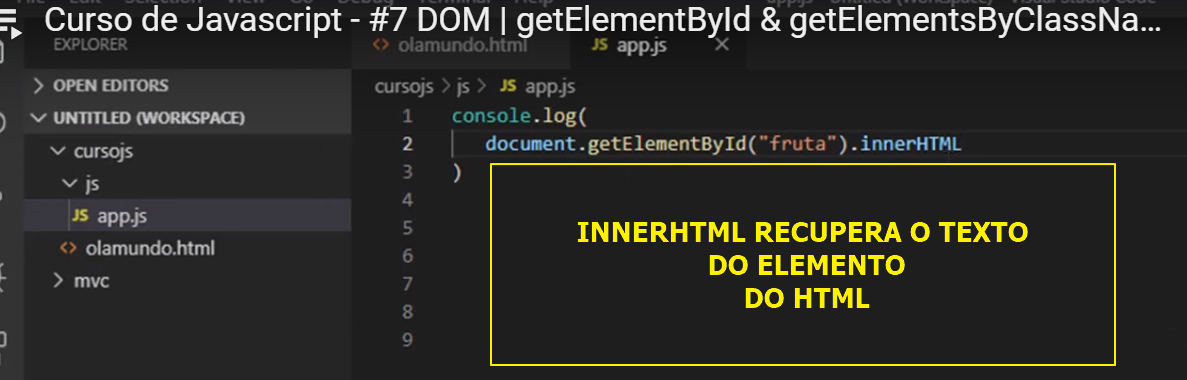 Curso de Javascript - #7 DOM | getElementById & getElementsByClassNa...
EXPLORER
olamundo.html
JS app.js
OPEN EDITORS
cursojs > js > JS app.js
UNTITLED (WORKSPACE)
cursojs
js
JS app.js
olamundo.html
mvc
1 console.log(
2 document.getElementById("fruta").innerHTML
3 )
4
5
6
7
8
9
INNERHTML RECUPERA O TEXTO
DO ELEMENTO
DO HTML